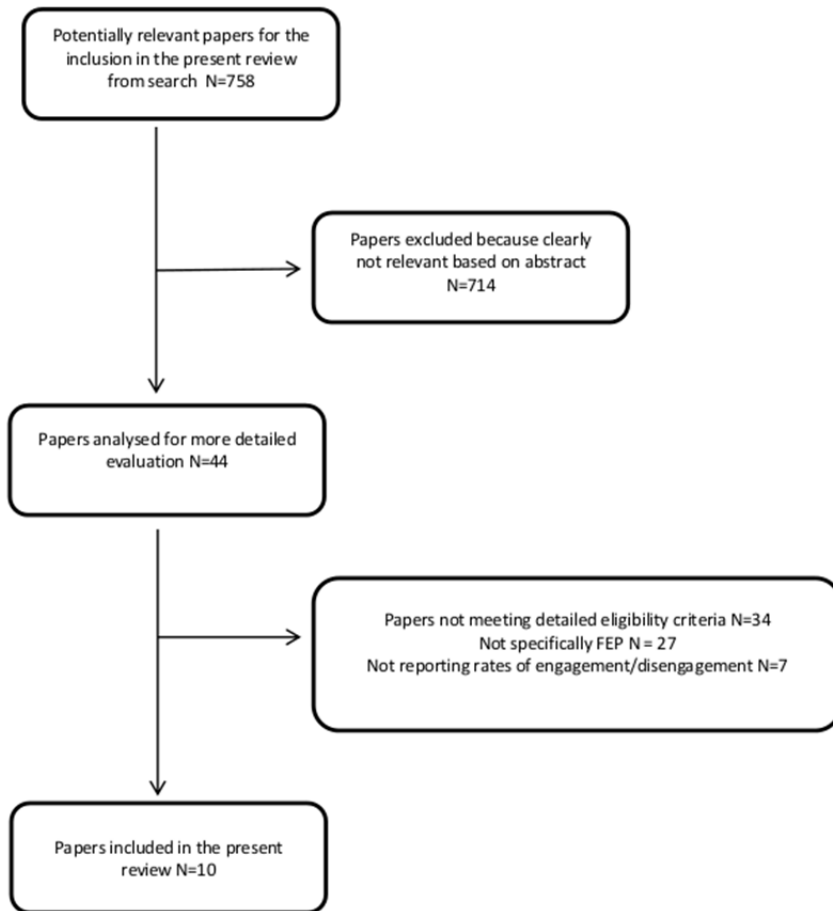 Potentially relevant papers for the
inclusion in the present review
from search N=758
Papers excluded because clearly
not relevant based on abstract
N=714
Papers analysed for more detailed
evaluation N=44
Papers not meeting detailed eligibility criteria N=34
Not specifically FEP N = 27
Not reporting rates of engagement/disengagement N=7
Papers included in the present
review N=10